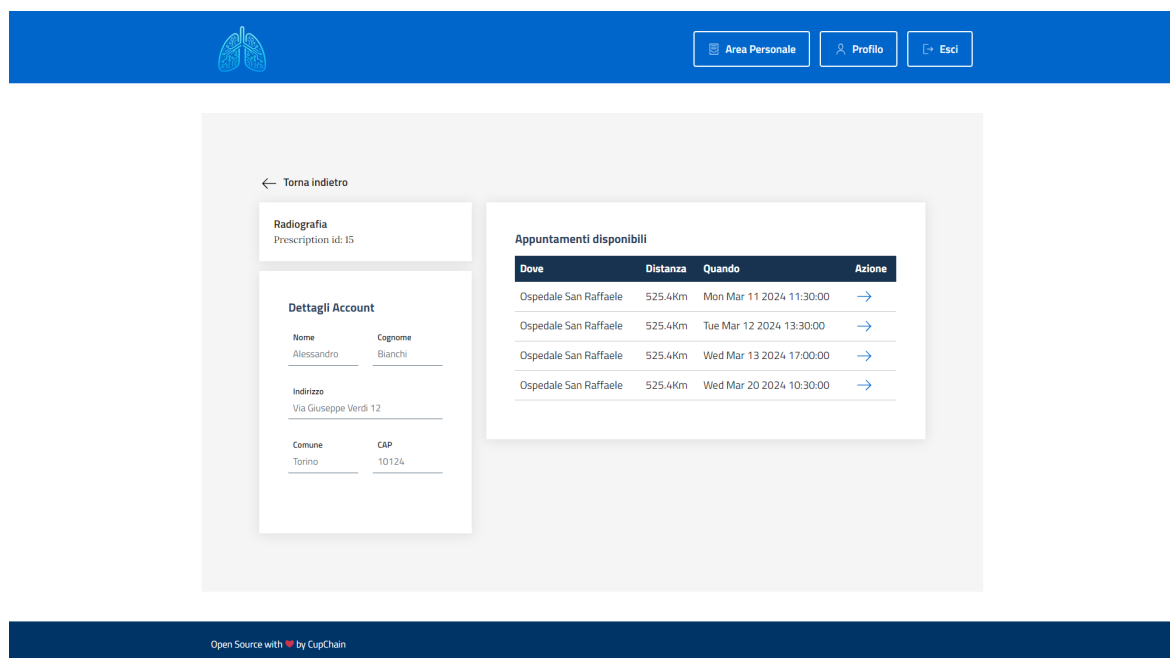 Area Personale Profilo Esci
Torna indietro
Radiografia
Prescription id: 15
Dettagli Account
Nome Cognome
Alessandro Bianchi
Indirizzo
Via Giuseppe Verdi 12
Comune CAP
Torino 10124
Appuntamenti disponibili
Dove Distanza Quando Azione
Ospedale San Raffaele 525.4Km Mon Mar 11 2024 11:30:00
Ospedale San Raffaele 525.4Km Tue Mar 12 2024 13:30:00
Ospedale San Raffaele 525.4Km Wed Mar 13 2024 17:00:00
Ospedale San Raffaele 525.4Km Wed Mar 20 2024 10:30:00
Open Source with ❤ by CupChain